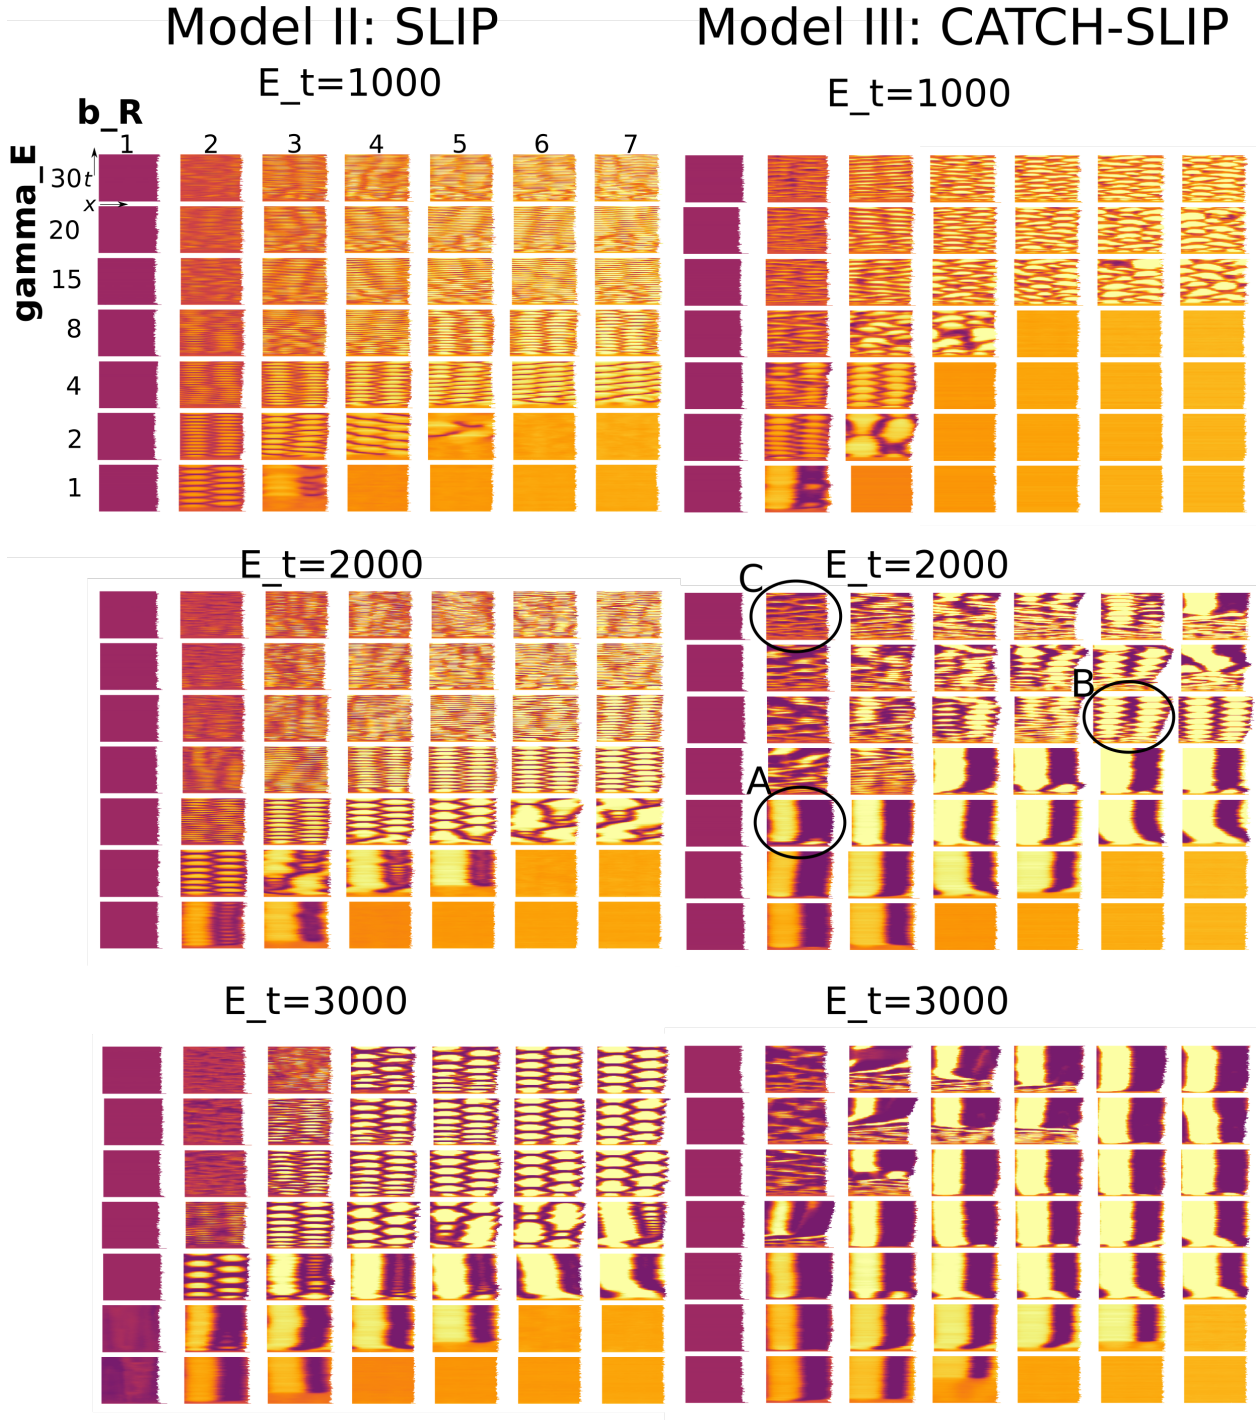 Model II: SLIP
Model III: CATCH-SLIP
E_t=1000
E_t=1000
b_R
1 2 3 4 5 6 7
gamma_E
30
t
x
20
15
8
4
2
1
E_t=2000
E_t=2000
C
B
A
E_t=3000
E_t=3000